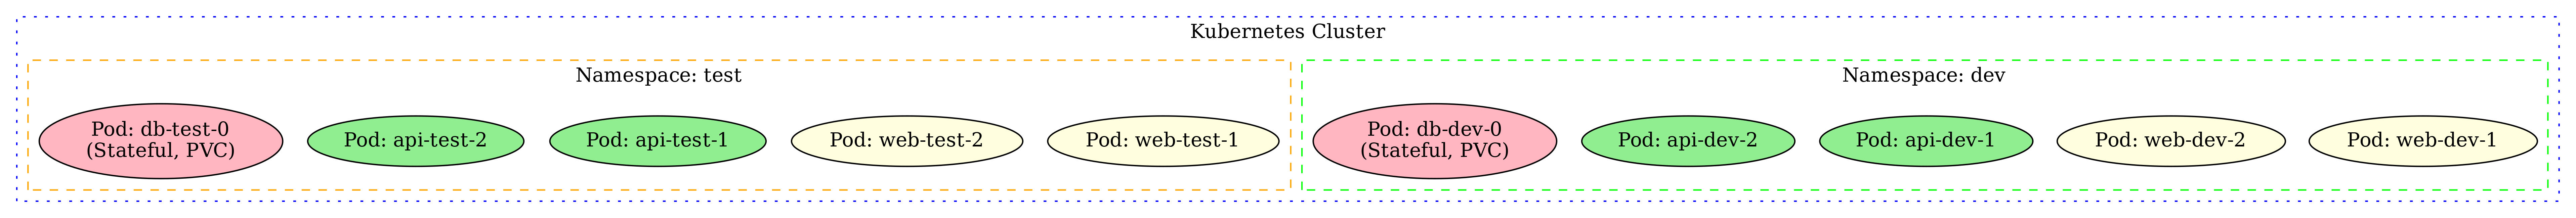 Kubernetes Cluster
Namespace: test
Pod: db-test-0
(Stateful, PVC)
Pod: api-test-2
Pod: api-test-1
Pod: web-test-2
Pod: web-test-1
Namespace: dev
Pod: db-dev-0
(Stateful, PVC)
Pod: api-dev-2
Pod: api-dev-1
Pod: web-dev-2
Pod: web-dev-1